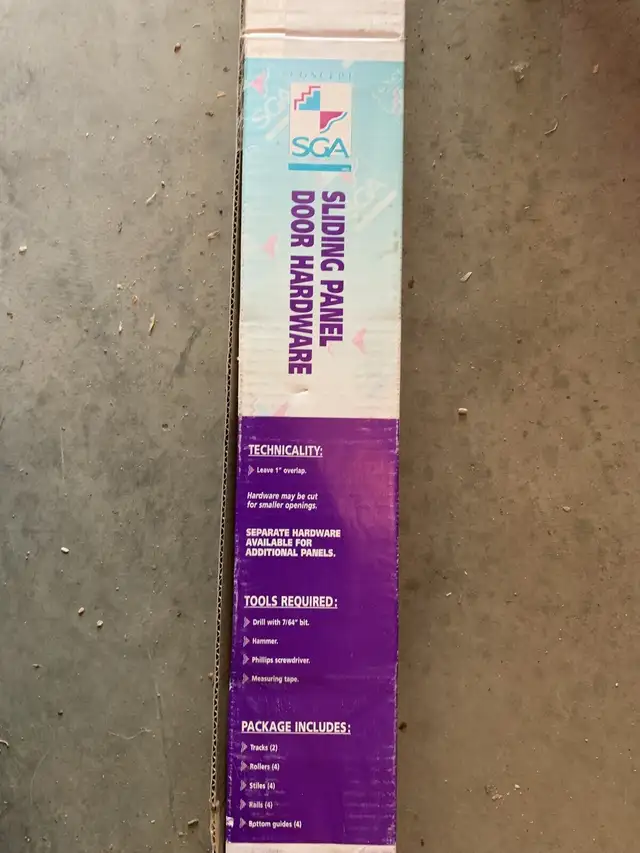 CONCEPT
SGA
SLIDING PANEL
DOOR HARDWARE
TECHNICALITY:
Leave 1" overlap.
Hardware may be cut
for smaller openings.
SEPARATE HARDWARE
AVAILABLE FOR
ADDITIONAL PANELS.
TOOLS REQUIRED:
Drill with 7/64" bit.
Hammer.
Phillips screwdriver.
Measuring tape.
PACKAGE INCLUDES:
Tracks (2)
Rollers (4)
Stiles (4)
Rails (4)
Bottom guides (4)